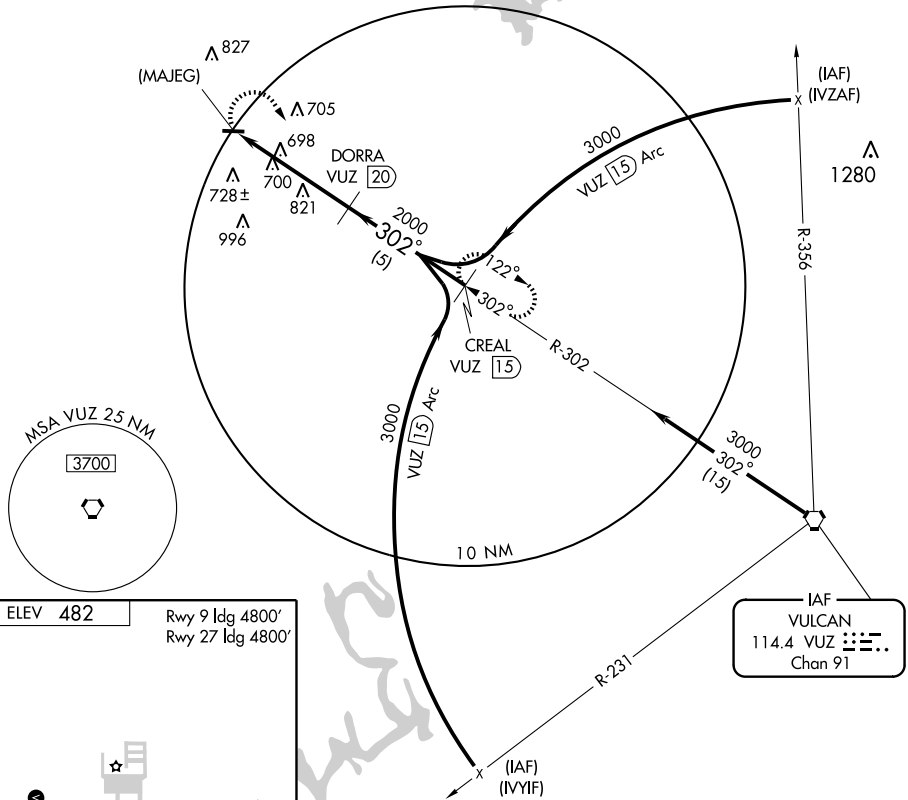 827
(MAJEG)
705
698
700
728±
821
996
DORRA
VUZ 20
2000
302°
(5)
3000
VUZ 15 Arc
(IAF)
(IVZAF)
1280
R-356
122°
302°
CREAL
VUZ 15
R-302
3000
VUZ 15 Arc
3000
302°
(15)
MSA VUZ 25 NM
3700
10 NM
IAF
VULCAN
114.4 VUZ
Chan 91
R-231
(IAF)
(IVYIF)
ELEV 482
Rwy 9 ldg 4800'
Rwy 27 ldg 4800'
V